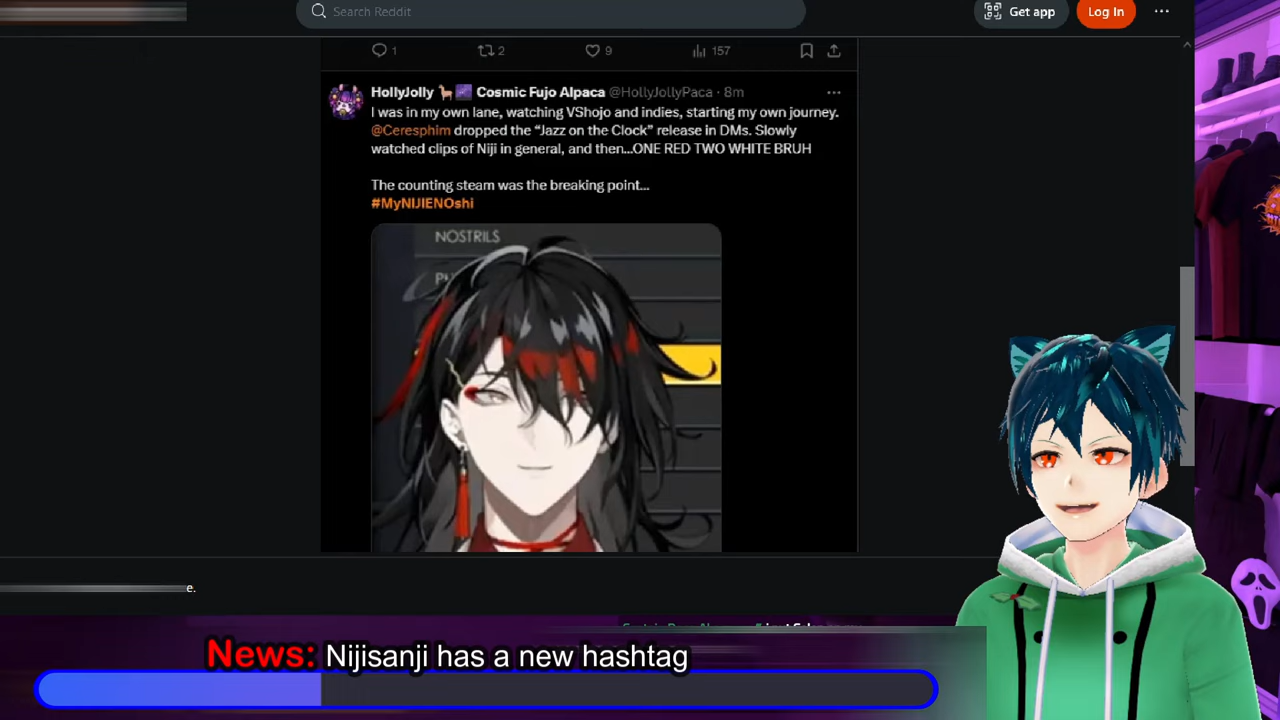 Search Reddit
Get app
Log In
1
2
9
157
HollyJolly Cosmic Fujo Alpaca @HollyJollyPaca · 8m
I was in my own lane, watching VShojo and indies, starting my own journey.
@Ceresphim dropped the “Jazz on the Clock” release in DMs. Slowly
watched clips of Niji in general, and then...ONE RED TWO WHITE BRUH
The counting steam was the breaking point...
#MyNIJIENOshi
NOSTRILS
e.
News: Nijisanji has a new hashtag